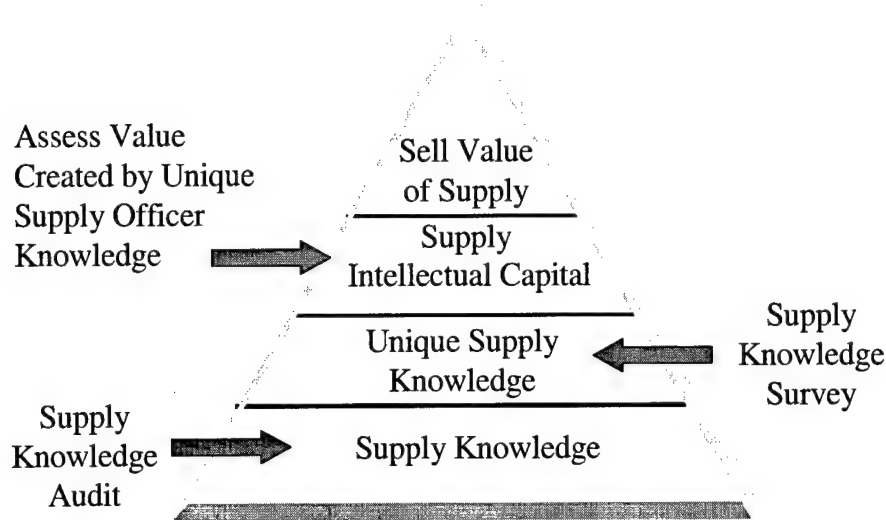 Assess Value
Created by Unique
Supply Officer
Knowledge
Sell Value
of Supply
Supply
Intellectual Capital
Unique Supply
Knowledge
Supply
Knowledge
Survey
Supply
Knowledge
Audit
Supply Knowledge